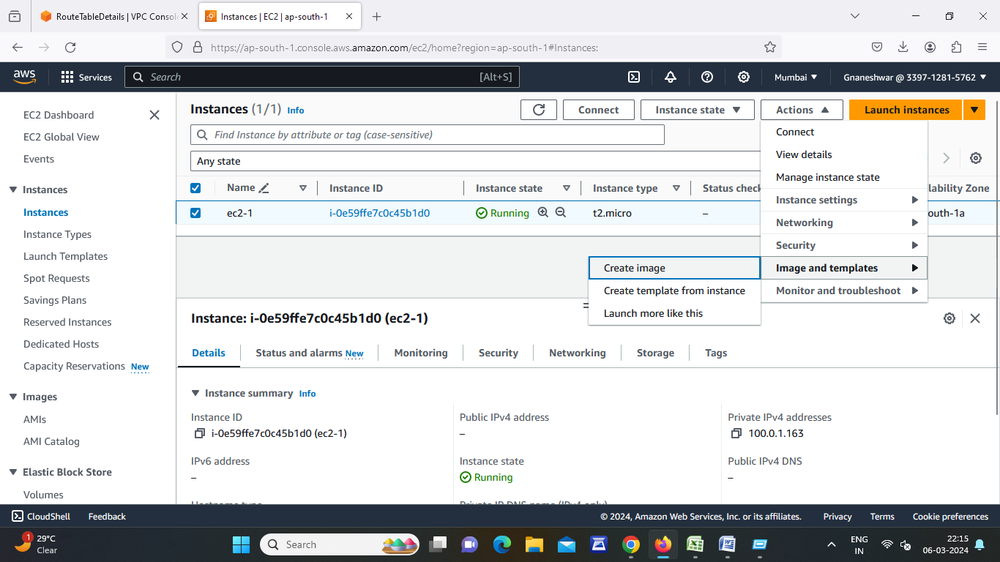 RouteTableDetails | VPC Consol
Instances | EC2 | ap-south-1
https://ap-south-1.console.aws.amazon.com/ec2/home?region=ap-south-1#Instances:
aws
Services
Search
[Alt+S]
Mumbai
Gnaneshwar @ 3397-1281-5762
EC2 Dashboard
EC2 Global View
Events
Instances
Instances
Instance Types
Launch Templates
Spot Requests
Savings Plans
Reserved Instances
Dedicated Hosts
Capacity Reservations New
Images
AMIs
AMI Catalog
Elastic Block Store
Volumes
Instances (1/1) Info
Connect
Instance state
Actions
Launch instances
Find Instance by attribute or tag (case-sensitive)
Any state
Name
Instance ID
Instance state
Instance type
Status check
lability Zone
ec2-1
i-0e59ffe7c0c45b1d0
Running
t2.micro
–
outh-1a
Connect
View details
Manage instance state
Instance settings
Networking
Security
Image and templates
Monitor and troubleshoot
Create image
Create template from instance
Launch more like this
Instance: i-0e59ffe7c0c45b1d0 (ec2-1)
Details
Status and alarms New
Monitoring
Security
Networking
Storage
Tags
Instance summary Info
Instance ID
i-0e59ffe7c0c45b1d0 (ec2-1)
Public IPv4 address
–
Private IPv4 addresses
100.0.1.163
IPv6 address
–
Instance state
Running
Public IPv4 DNS
–
Hostname type
Private IP DNS name (IPv4 only)
CloudShell
Feedback
© 2024, Amazon Web Services, Inc. or its affiliates.
Privacy
Terms
Cookie preferences
1
29°C
Clear
Search
ENG
IN
22:15
06-03-2024